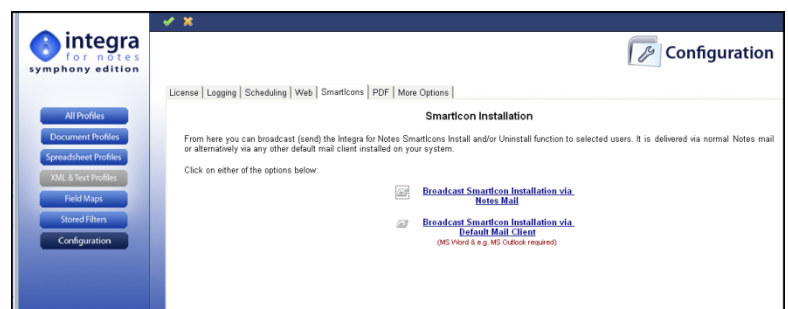 integra
for notes
symphony edition
Configuration
License | Logging | Scheduling | Web | SmartIcons | PDF | More Options |
All Profiles
Document Profiles
Spreadsheet Profiles
XML & Text Profiles
Field Maps
Stored Filters
Configuration
SmartIcon Installation
From here you can broadcast (send) the Integra for Notes SmartIcons Install and/or Uninstall function to selected users. It is delivered via normal Notes mail
or alternatively via any other default mail client installed on your system.
Click on either of the options below:
Broadcast SmartIcon Installation via
Notes Mail
Broadcast SmartIcon Installation via
Default Mail Client
(MS Word & e.g. MS Outlook required)